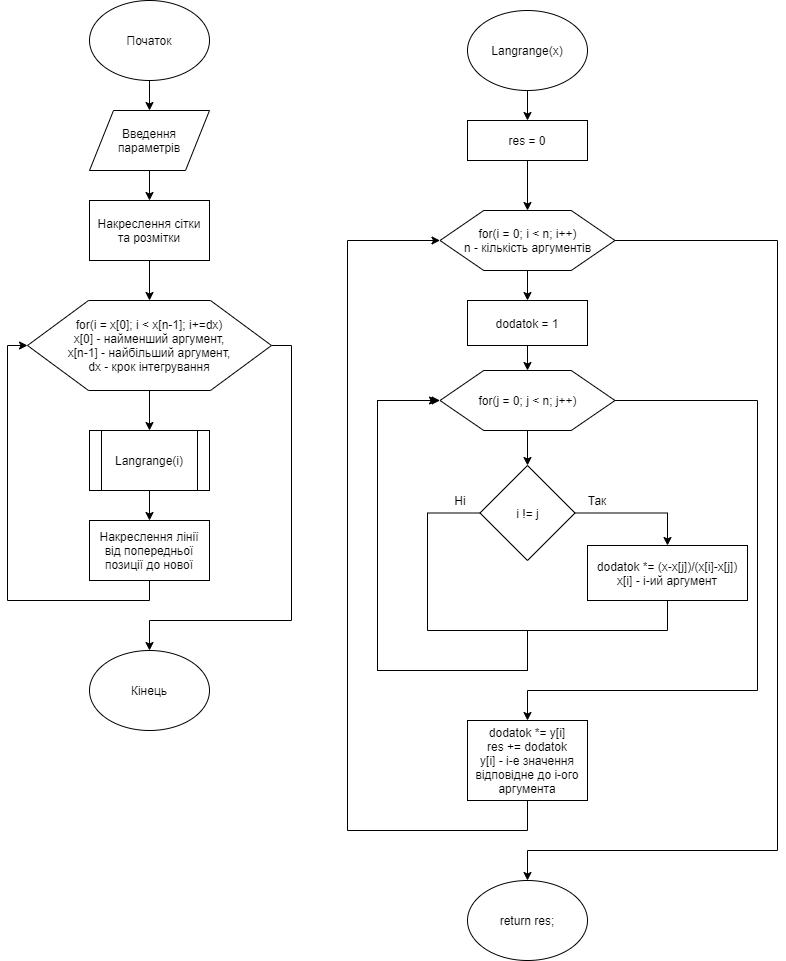 Початок
Введення
параметрів
Накреслення сітки
та розмітки
for(i = x[0]; i < x[n-1]; i+=dx)
x[0] - найменший аргумент,
x[n-1] - найбільший аргумент,
dx - крок інтегрування
Langrange(i)
Накреслення лінії
від попередньої
позиції до нової
Кінець
Langrange(x)
res = 0
for(i = 0; i < n; i++)
n - кількість аргументів
dodatok = 1
for(j = 0; j < n; j++)
Ні
i != j
Так
dodatok *= (x-x[j])/(x[i]-x[j])
x[i] - i-ий аргумент
dodatok *= y[i]
res += dodatok
y[i] - і-е значення
відповідне до і-ого
аргумента
return res;